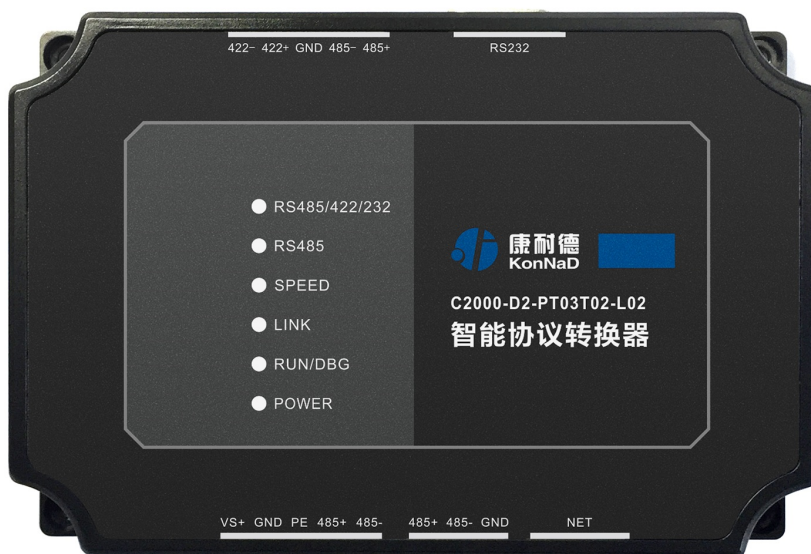 422- 422+ GND 485- 485+ RS232
RS485/422/232
RS485
SPEED
LINK
RUN/DBG
POWER
康耐德
KonNaD
C2000-D2-PT03T02-L02
智能协议转换器
VS+ GND PE 485+ 485- 485+ 485- GND NET